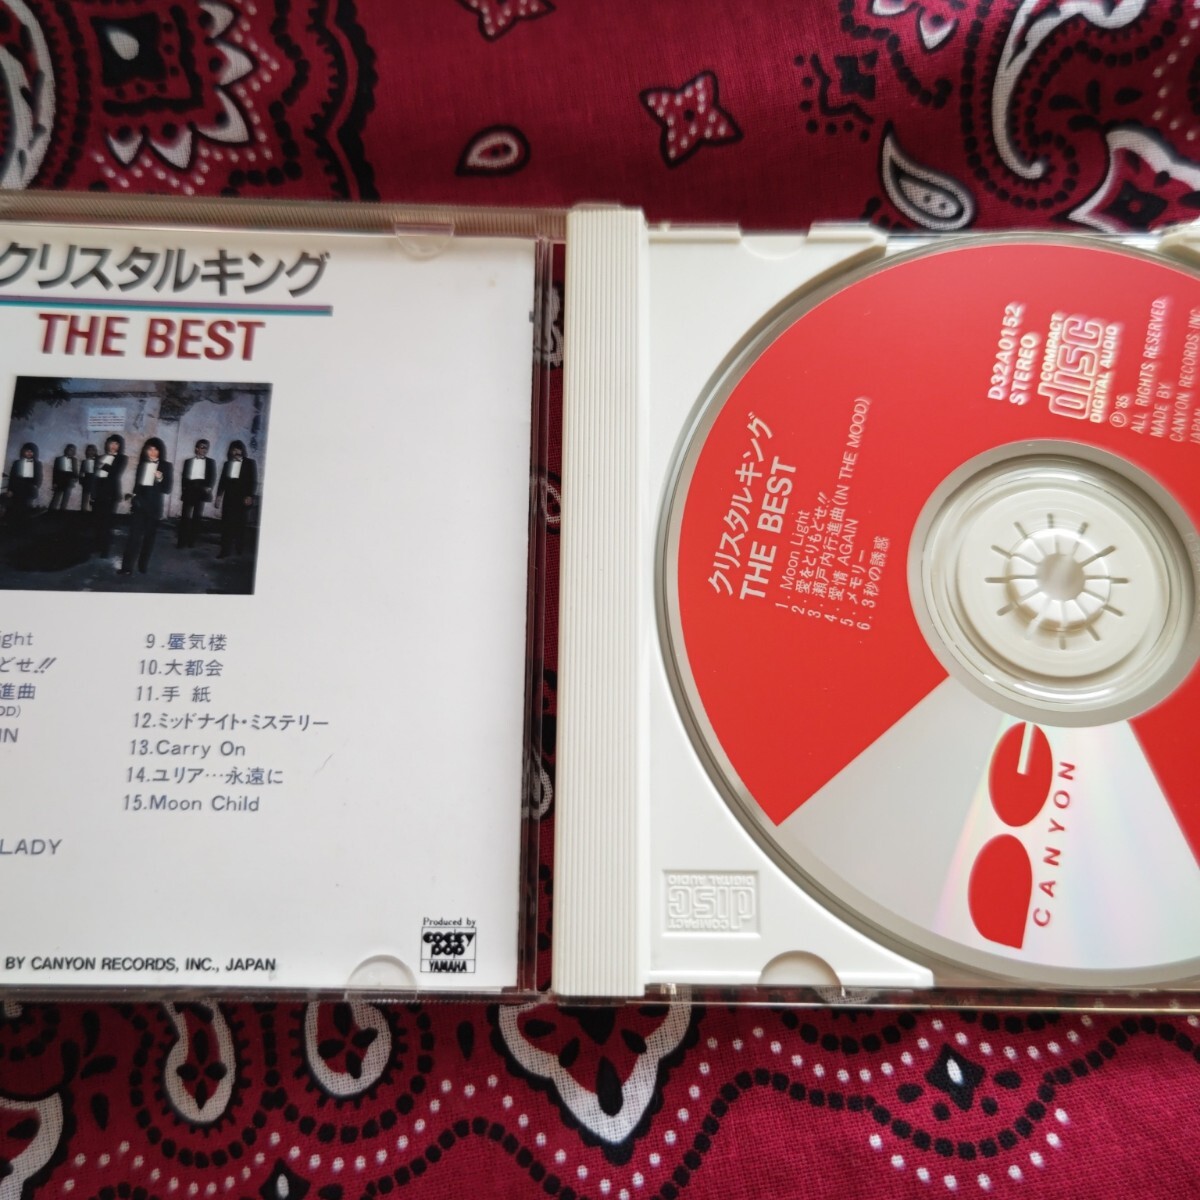 クリスタルキング
THE BEST
ight
どせ!!
進曲
OD)
IN
LADY
9.蜃気楼
10.大都会
11.手 紙
12.ミッドナイト・ミステリー
13.Carry On
14.ユリア…永遠に
15.Moon Child
Produced by
COCKY
POP
YAMAHA
BY CANYON RECORDS, INC., JAPAN
クリスタルキング
THE BEST
1. Moon Light
2. 愛をとりもどせ!!
3. 瀬戸内行進曲(IN THE MOOD)
4. 愛情 AGAIN
5. メモリー
6. 3秒の誘惑
D32A0152
STEREO
COMPACT
disc
DIGITAL AUDIO
Ⓟ '85
ALL RIGHTS RESERVED.
MADE BY
CANYON RECORDS INC.
CANYON
COMPACT
disc
DIGITAL AUDIO